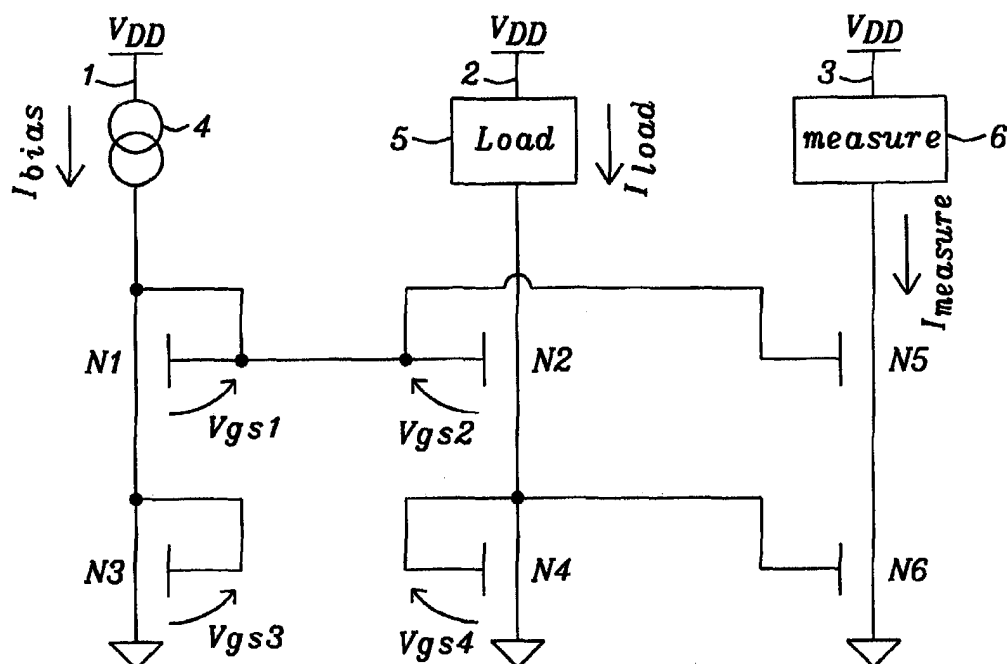 VDD
VDD
VDD
1
2
3
4
5
Load
measure
6
Ibias
Iload
Imeasure
N1
N2
N5
Vgs1
Vgs2
N3
N4
N6
Vgs3
Vgs4